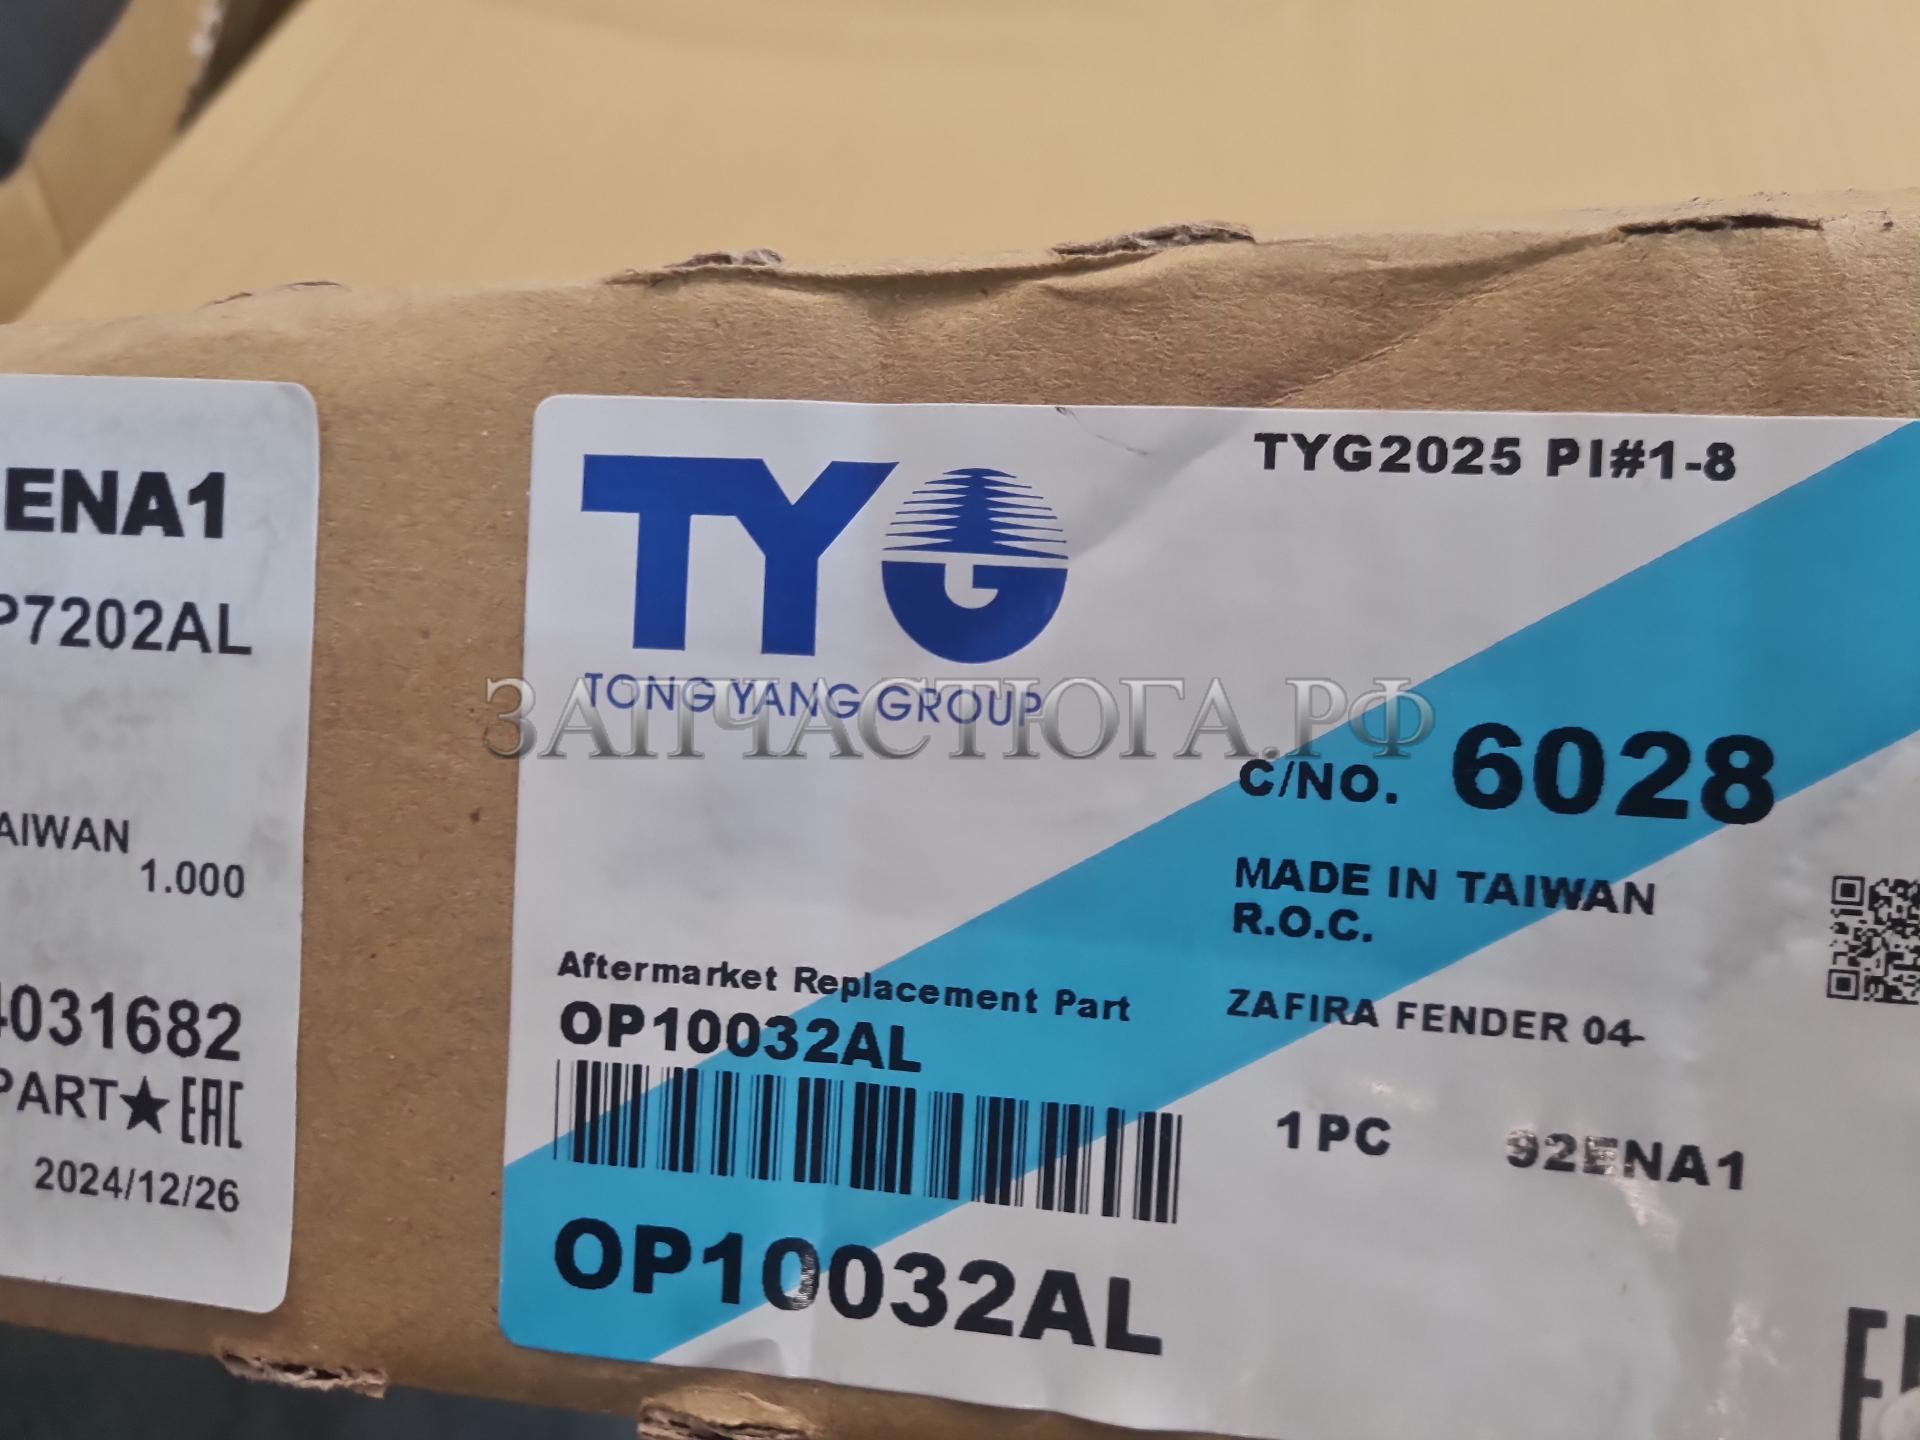 ENA1
P7202AL
AIWAN
1.000
4031682
PART★EAC
2024/12/26
TYG
TONG YANG GROUP
TYG2025 PI#1-8
ЗАПЧАСТЮГА.РФ
C/NO. 6028
MADE IN TAIWAN
R.O.C.
Aftermarket Replacement Part
OP10032AL
ZAFIRA FENDER 04-
1 PC 92ENA1
OP10032AL